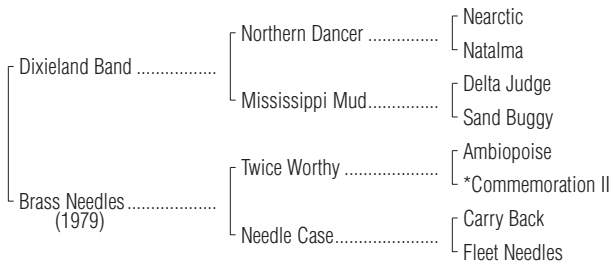 Nearctic
Northern Dancer ................
Natalma
Dixieland Band .................
Delta Judge
Mississippi Mud................
Sand Buggy
Ambiopoise
Twice Worthy .....................
*Commemoration II
Brass Needles...................
(1979)
Carry Back
Needle Case.......................
Fleet Needles